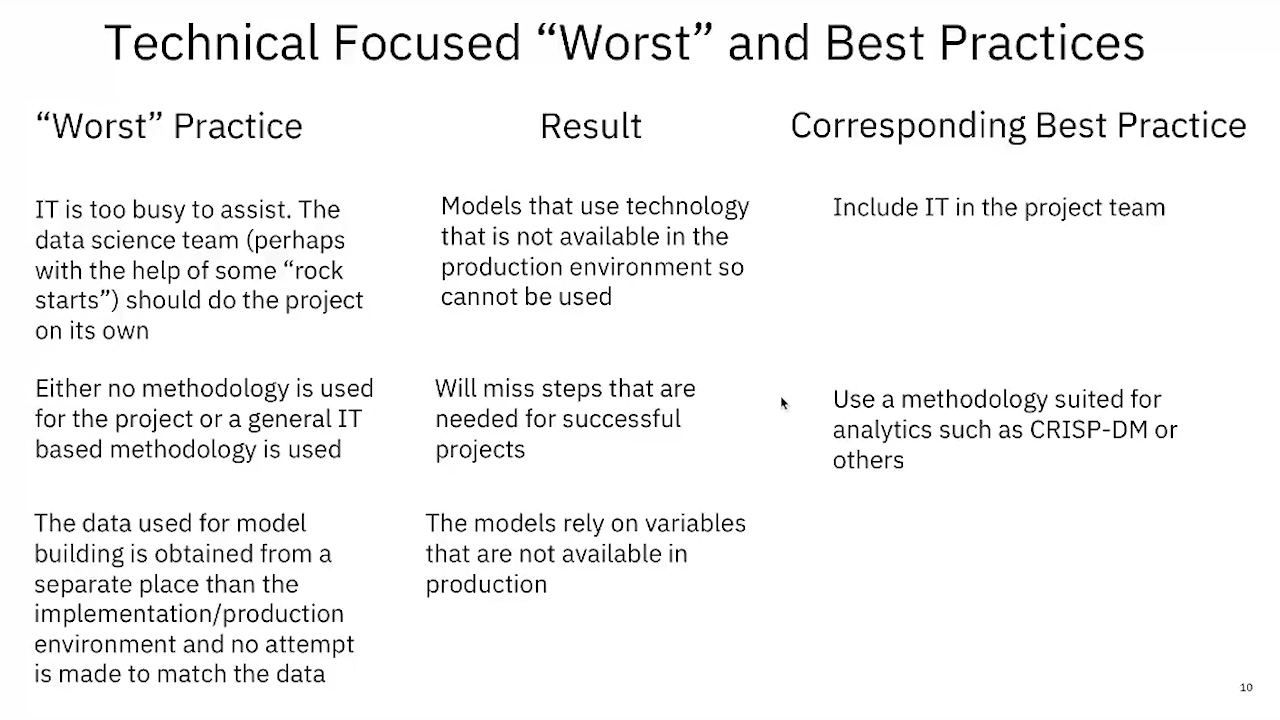 Technical Focused “Worst” and Best Practices
“Worst” Practice
Result
Corresponding Best Practice
IT is too busy to assist. The
data science team (perhaps
with the help of some “rock
starts”) should do the project
on its own
Models that use technology
that is not available in the
production environment so
cannot be used
Include IT in the project team
Either no methodology is used
for the project or a general IT
based methodology is used
Will miss steps that are
needed for successful
projects
Use a methodology suited for
analytics such as CRISP-DM or
others
The data used for model
building is obtained from a
separate place than the
implementation/production
environment and no attempt
is made to match the data
The models rely on variables
that are not available in
production
10